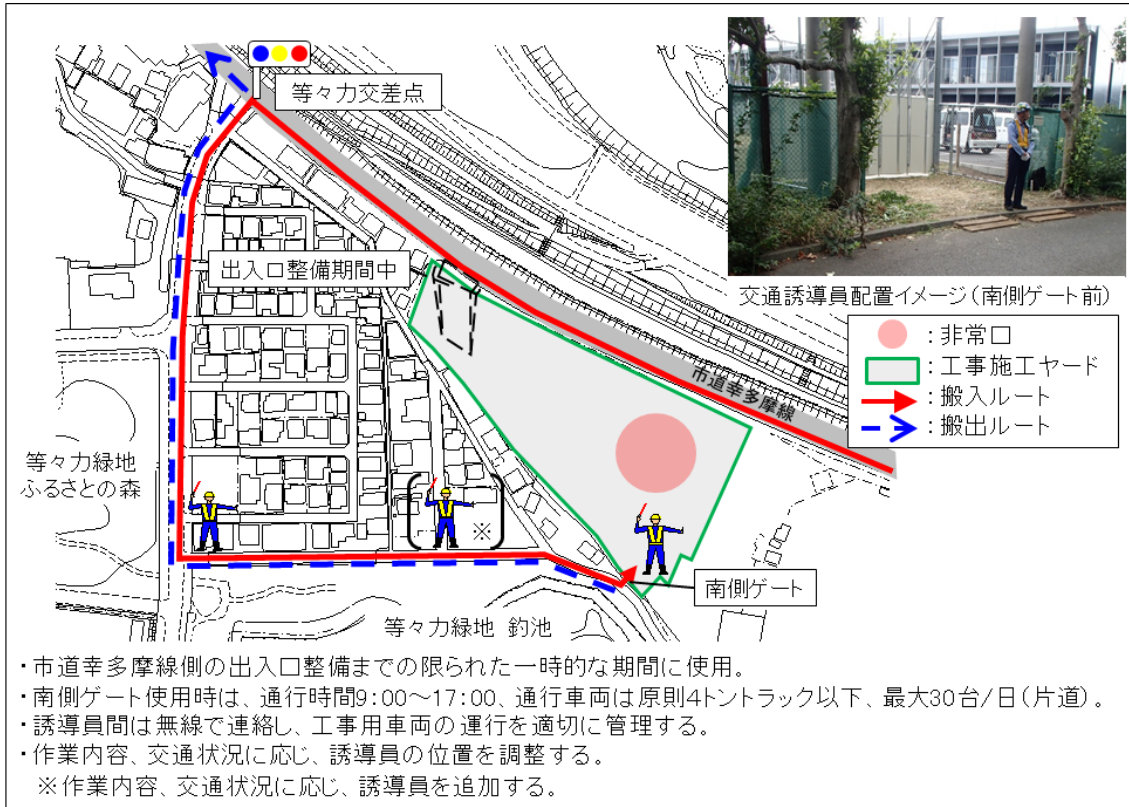 等々力交差点
出入口整備期間中
交通誘導員配置イメージ(南側ゲート前)
：非常口
：工事施工ヤード
：搬入ルート
：搬出ルート
市道幸多摩線
等々力緑地
ふるさとの森
※
南側ゲート
等々力緑地 釣池
・市道幸多摩線側の出入口整備までの限られた一時的な期間に使用。
・南側ゲート使用時は、通行時間9:00～17:00、通行車両は原則4トントラック以下、最大30台/日(片道)。
・誘導員間は無線で連絡し、工事用車両の運行を適切に管理する。
・作業内容、交通状況に応じ、誘導員の位置を調整する。
※作業内容、交通状況に応じ、誘導員を追加する。